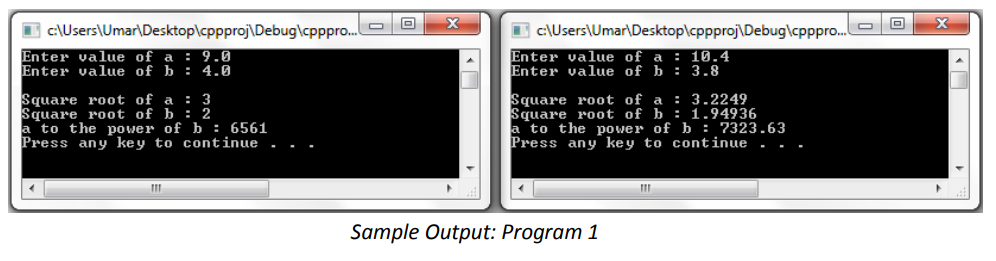 c:\Users\Umar\Desktop\cppproj\Debug\cpppro...
Enter value of a : 9.0
Enter value of b : 4.0
Square root of a : 3
Square root of b : 2
a to the power of b : 6561
Press any key to continue . . .
c:\Users\Umar\Desktop\cppproj\Debug\cpppro...
Enter value of a : 10.4
Enter value of b : 3.8
Square root of a : 3.2249
Square root of b : 1.94936
a to the power of b : 7323.63
Press any key to continue . . .
Sample Output: Program 1